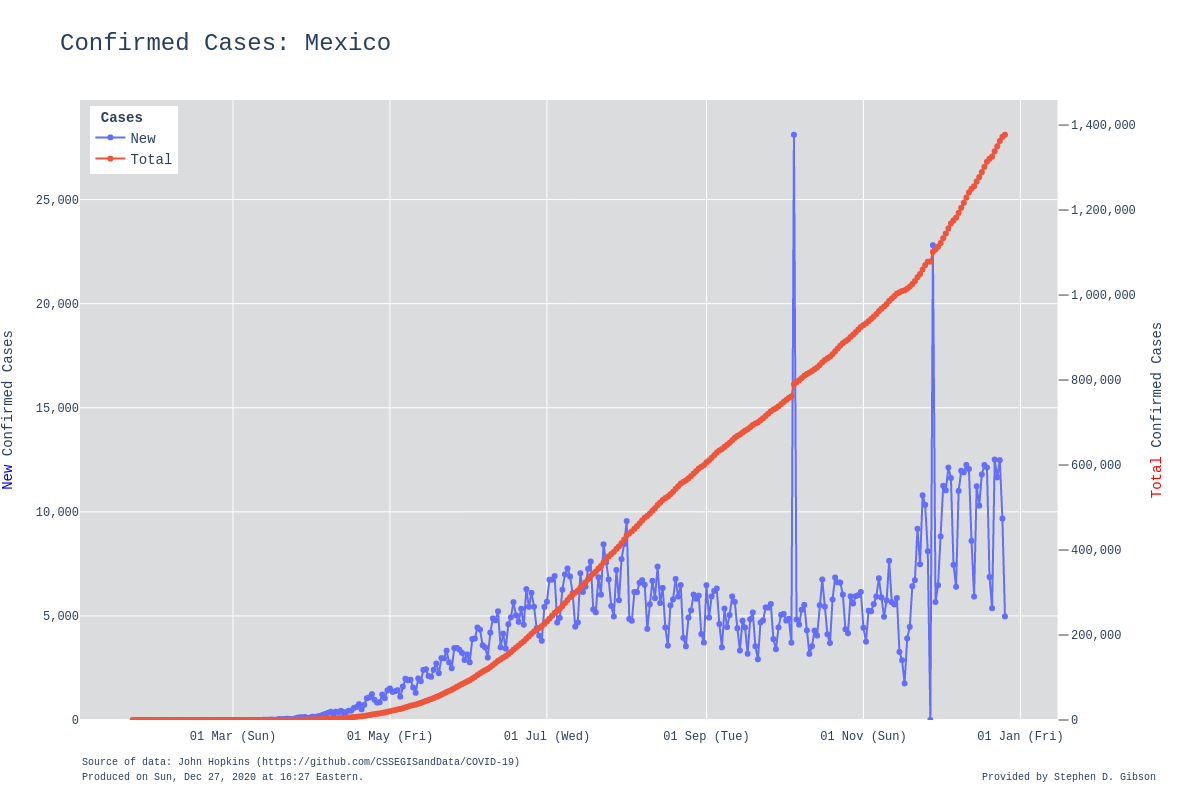 Confirmed Cases: Mexico
Cases
New
Total
25,000
20,000
15,000
10,000
5,000
0
New Confirmed Cases
1,400,000
1,200,000
1,000,000
800,000
600,000
400,000
200,000
0
Total Confirmed Cases
01 Mar (Sun)
01 May (Fri)
01 Jul (Wed)
01 Sep (Tue)
01 Nov (Sun)
01 Jan (Fri)
Source of data: John Hopkins (https://github.com/CSSEGISandData/COVID-19)
Produced on Sun, Dec 27, 2020 at 16:27 Eastern.
Provided by Stephen D. Gibson